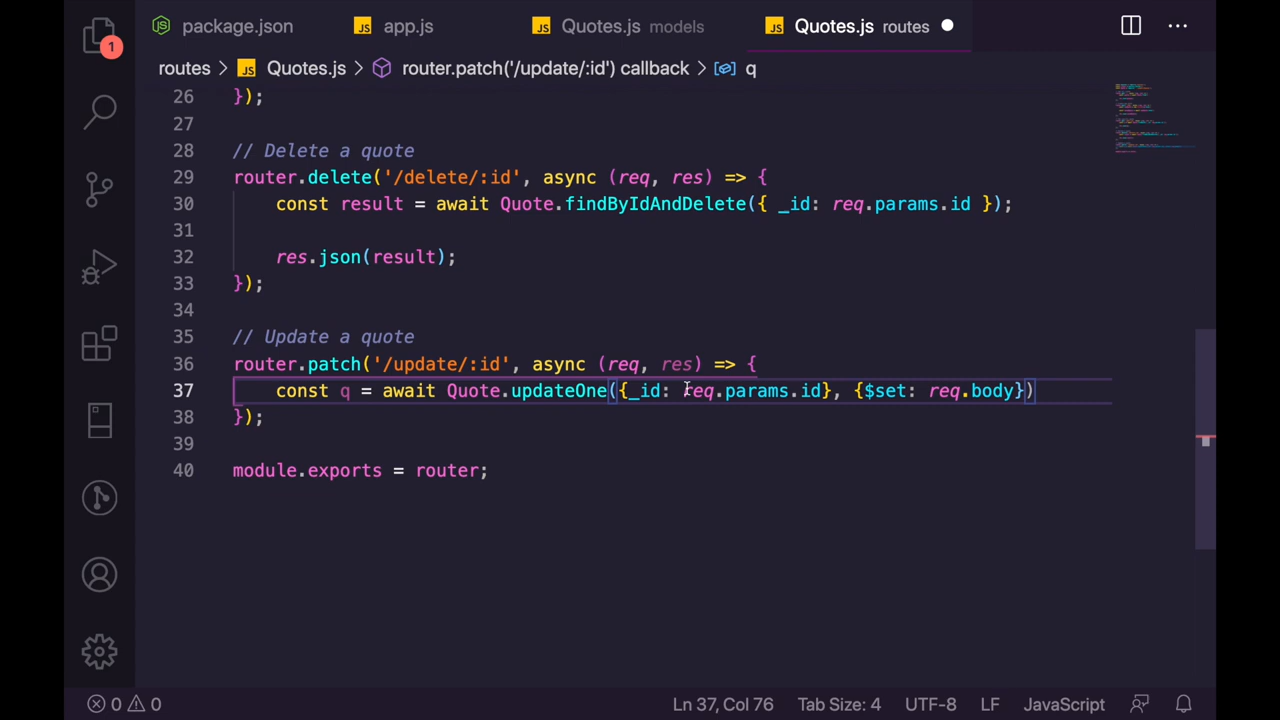 package.json JS app.js JS Quotes.js models JS Quotes.js routes
1
routes > JS Quotes.js > router.patch('/update/:id') callback > q
26 });
27
28 // Delete a quote
29 router.delete('/delete/:id', async (req, res) => {
30 const result = await Quote.findByIdAndDelete({ _id: req.params.id });
31
32 res.json(result);
33 });
34
35 // Update a quote
36 router.patch('/update/:id', async (req, res) => {
37 const q = await Quote.updateOne({_id: req.params.id}, {$set: req.body})
38 });
39
40 module.exports = router;
0 0 Ln 37, Col 76 Tab Size: 4 UTF-8 LF JavaScript